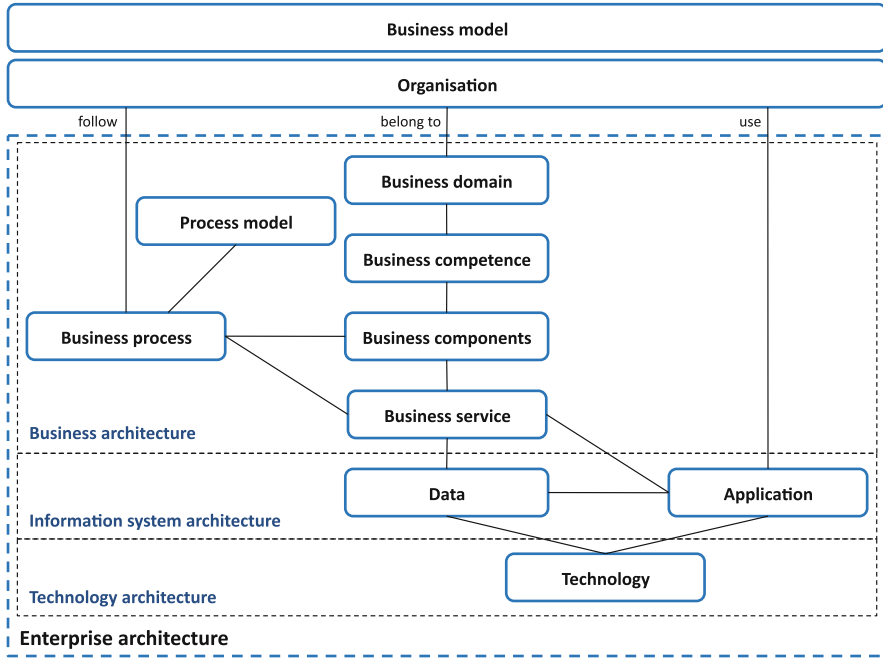 Business model
Organisation
follow
belong to
use
Business domain
Process model
Business competence
Business process
Business components
Business service
Business architecture
Data
Application
Information system architecture
Technology
Technology architecture
Enterprise architecture